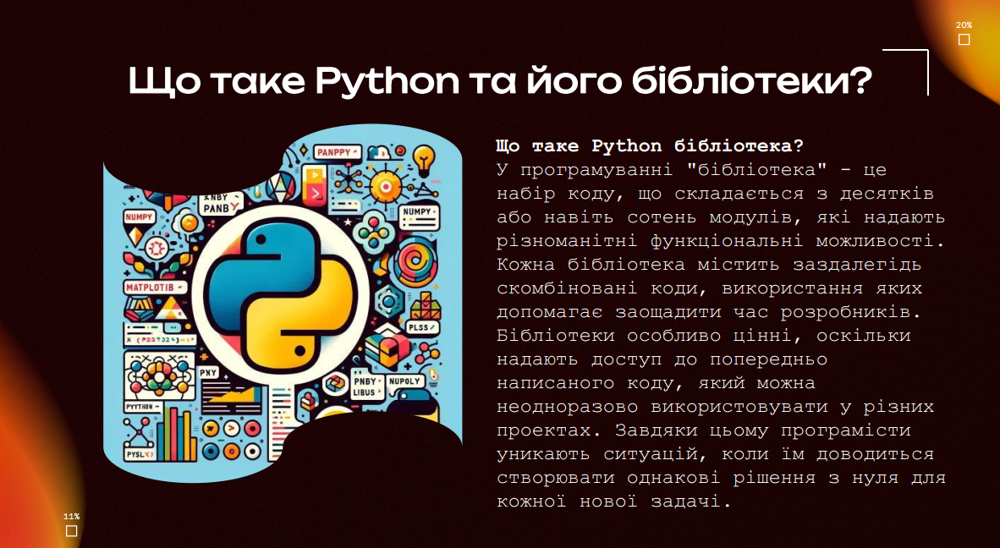 20%
Що таке Python та його бібліотеки?
Що таке Python бібліотека?
У програмуванні "бібліотека" - це
набір коду, що складається з десятків
або навіть сотень модулів, які надають
різноманітні функціональні можливості.
Кожна бібліотека містить заздалегідь
скомбіновані коди, використання яких
допомагає заощадити час розробників.
Бібліотеки особливо цінні, оскільки
надають доступ до попередньо
написаного коду, який можна
неодноразово використовувати у різних
проектах. Завдяки цьому програмісти
уникають ситуацій, коли їм доводиться
створювати однакові рішення з нуля для
кожної нової задачі.
PANPPY
PANBY
NUMPY
NUMPY
MATPLOTIB
PLSS
PXY
PNBY
LIBUS
NUPOLY
PYYTHON
PYSL
11%